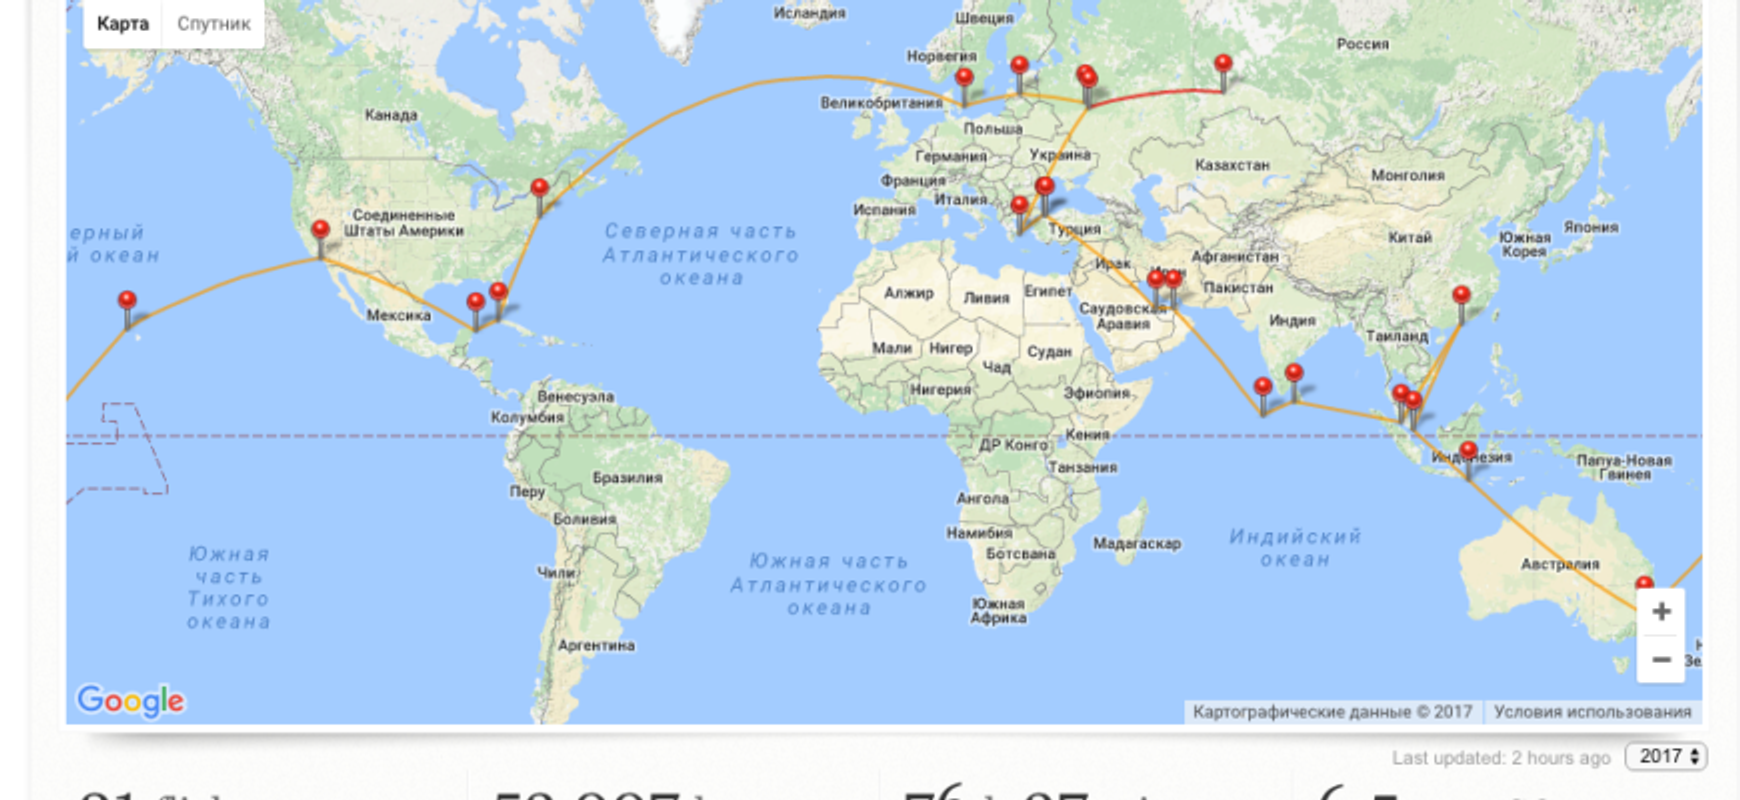 Карта
Спутник
Исландия
Швеция
Норвегия
Россия
Великобритания
Канада
Польша
Германия
Украина
Казахстан
Монголия
Франция
Италия
Испания
Соединенные
Штаты Америки
Турция
Северная часть
Атлантического
океана
ерный
й океан
Япония
Китай
Южная
Корея
Афганистан
Ирак
Пакистан
Алжир
Ливия
Египет
Саудовская
Аравия
Индия
Мексика
Таиланд
Мали
Нигер
Судан
Чад
Нигерия
Эфиопия
Венесуэла
Колумбия
ДР Конго
Кения
Танзания
Папуа-Новая
Гвинея
Бразилия
Перу
Ангола
Боливия
Намибия
Ботсвана
Мадагаскар
Индийский
океан
Австралия
Южная
часть
Тихого
океана
Южная часть
Атлантического
океана
Чили
Южная
Африка
Аргентина
+
−
Google
Картографические данные © 2017
Условия использования
Last updated: 2 hours ago
2017